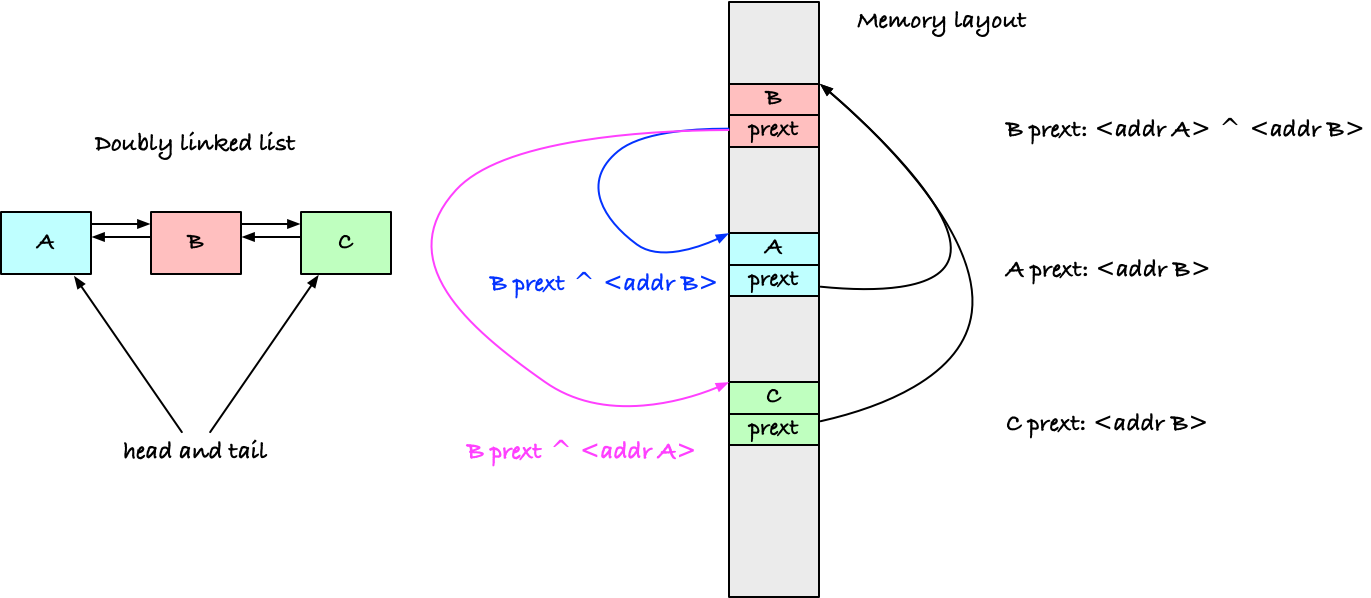 Memory layout
Doubly linked list
A
B
C
head and tail
B
prext
A
prext
C
prext
B prext ^ <addr B>
B prext ^ <addr A>
B prext: <addr A> ^ <addr B>
A prext: <addr B>
C prext: <addr B>